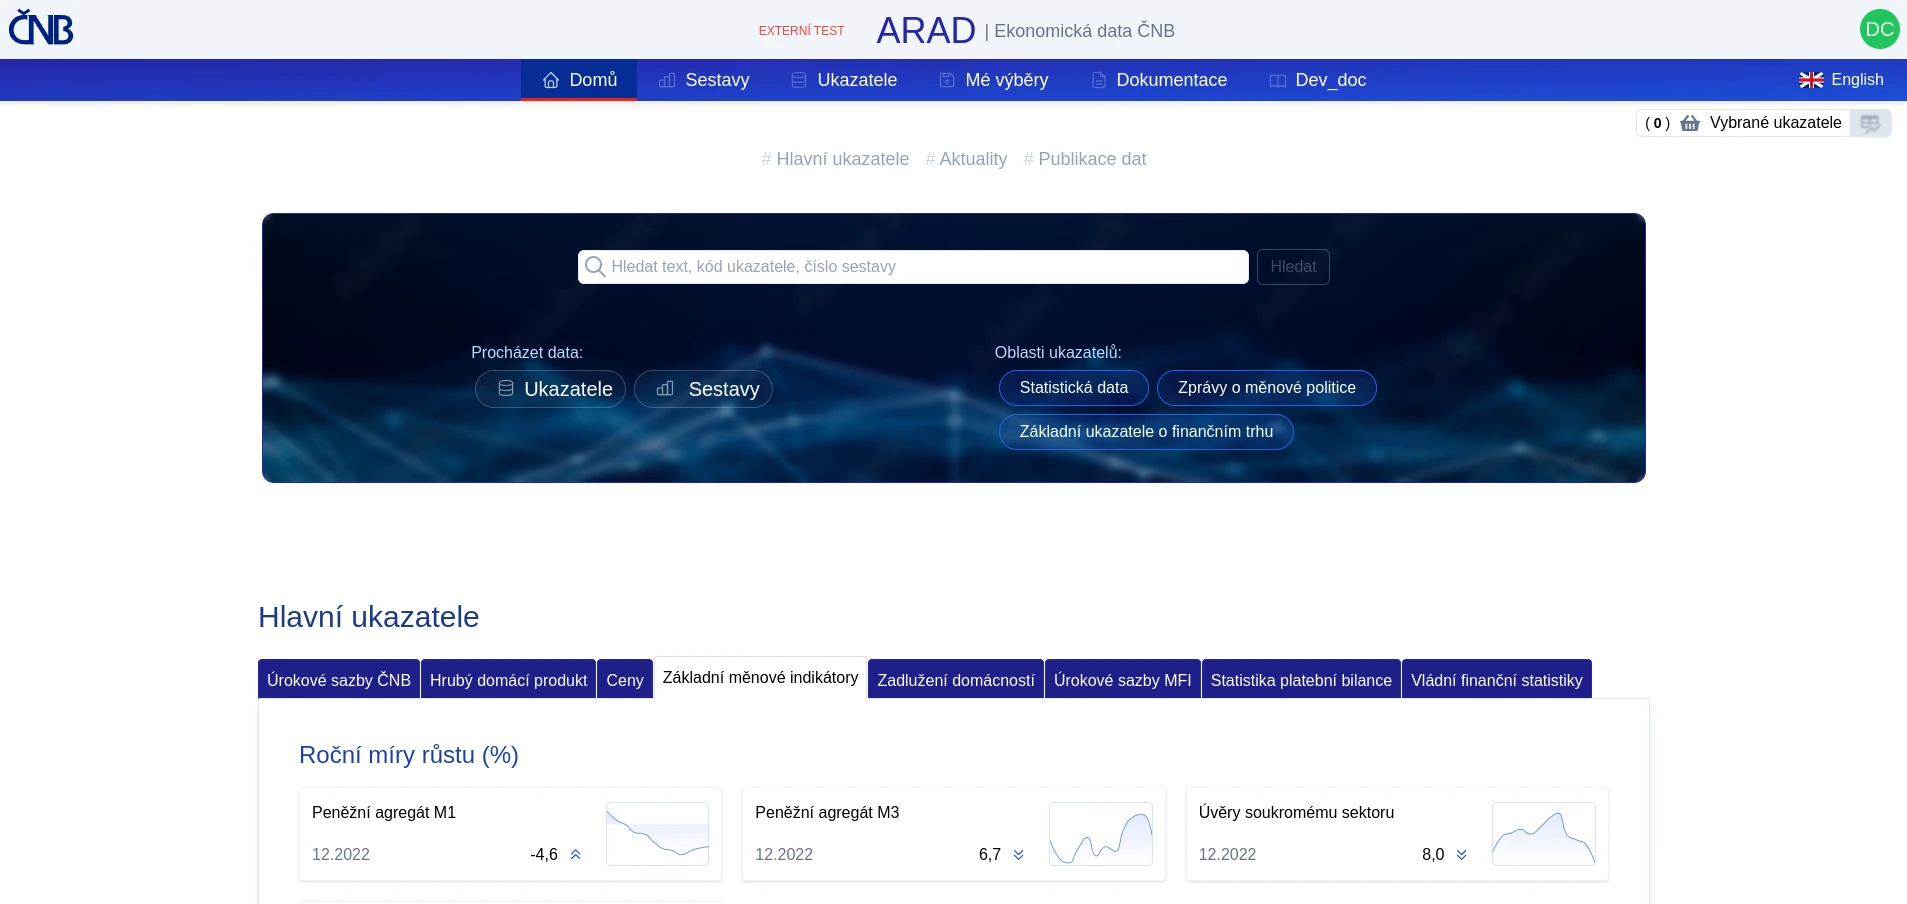 ČNB
EXTERNÍ TEST ARAD | Ekonomická data ČNB
DC
Domů Sestavy Ukazatele Mé výběry Dokumentace Dev_doc English
( 0 ) Vybrané ukazatele
# Hlavní ukazatele # Aktuality # Publikace dat
Hledat text, kód ukazatele, číslo sestavy Hledat
Procházet data:
Ukazatele Sestavy
Oblasti ukazatelů:
Statistická data Zprávy o měnové politice
Základní ukazatele o finančním trhu
Hlavní ukazatele
Úrokové sazby ČNB Hrubý domácí produkt Ceny Základní měnové indikátory Zadlužení domácností Úrokové sazby MFI Statistika platební bilance Vládní finanční statistiky
Roční míry růstu (%)
Peněžní agregát M1
12.2022 -4,6
Peněžní agregát M3
12.2022 6,7
Úvěry soukromému sektoru
12.2022 8,0